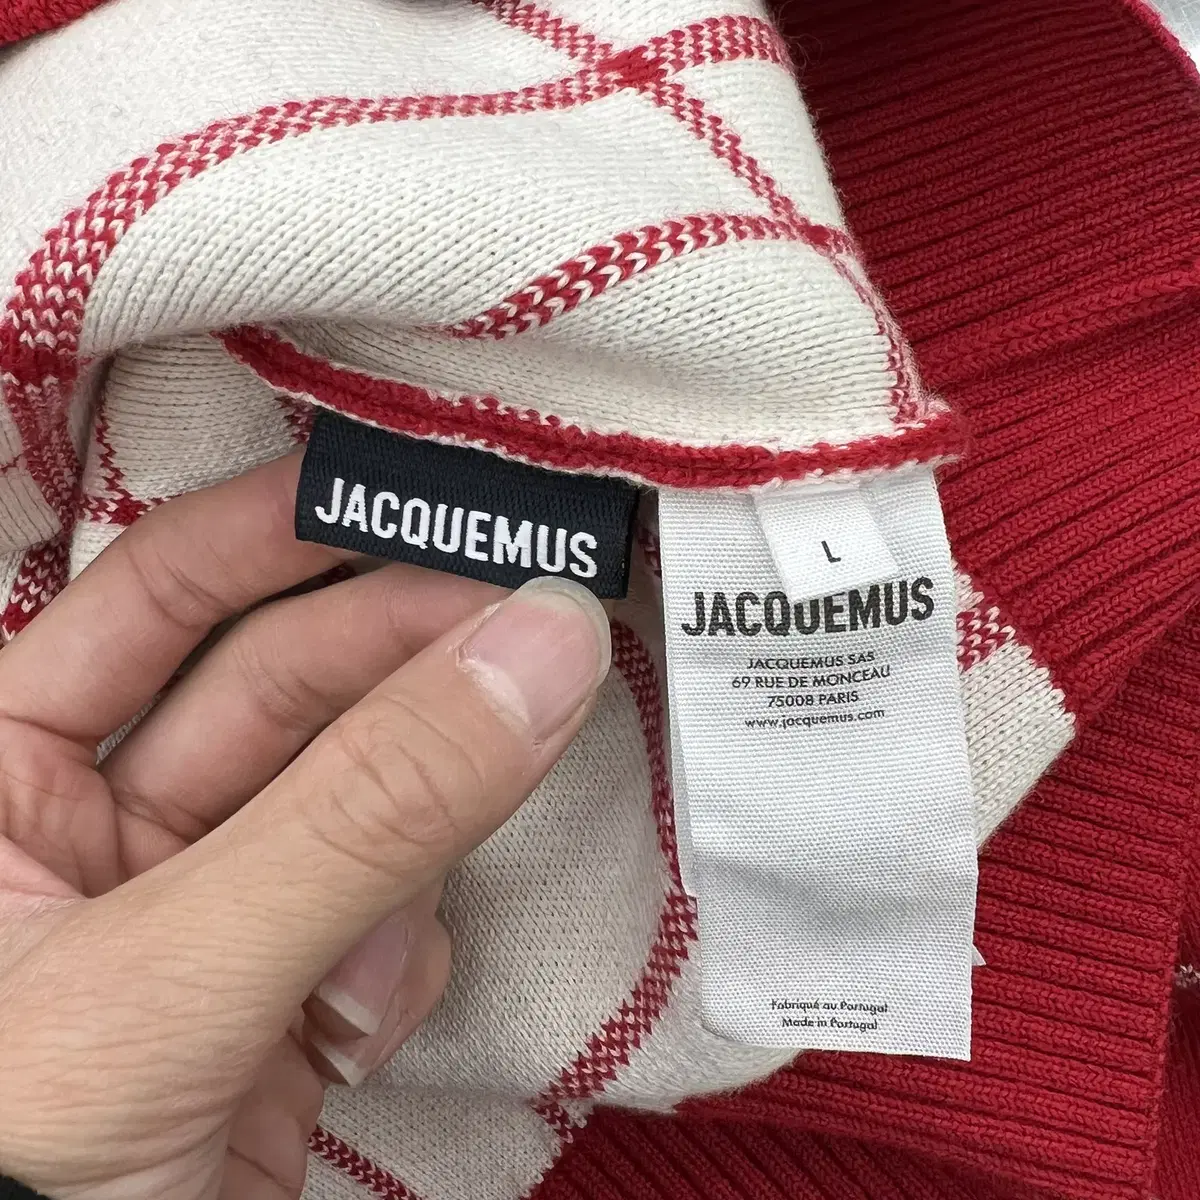 JACQUEMUS
L
JACQUEMUS
JACQUEMUS SAS
69 RUE DE MONCEAU
75008 PARIS
www.jacquemus.com
Fabriqué au Portugal
Made in Portugal